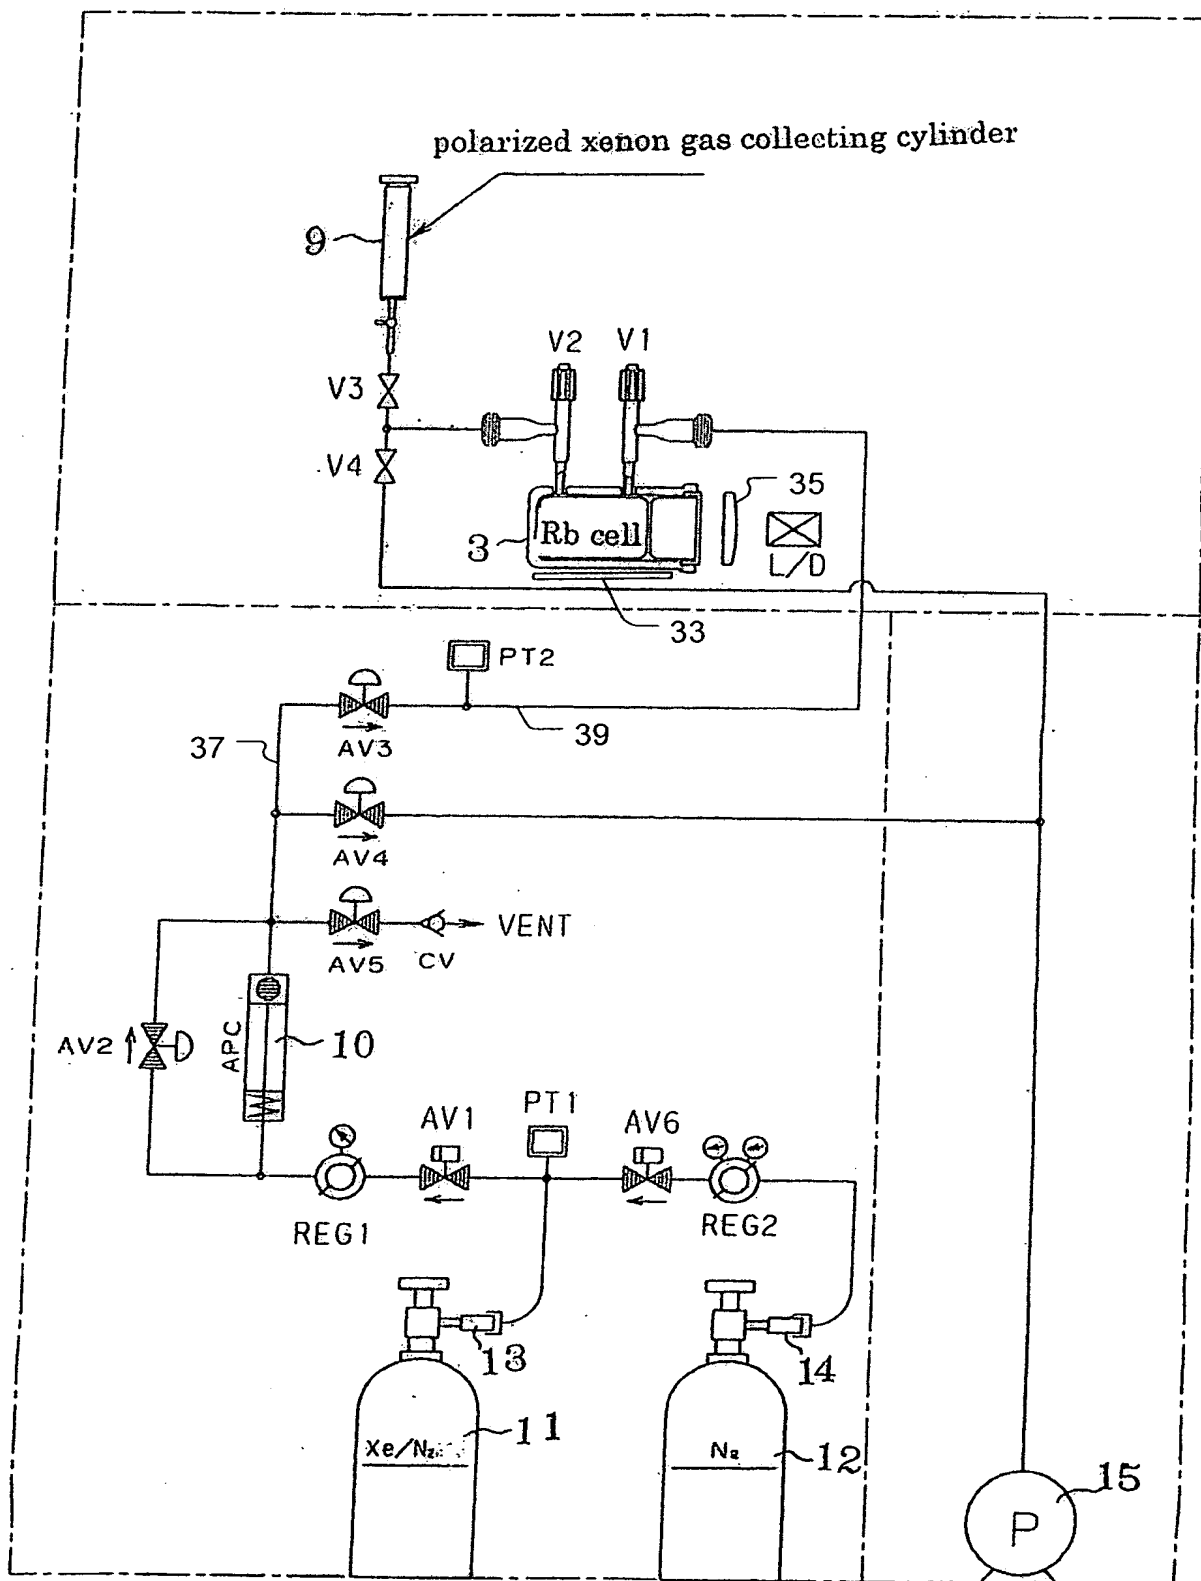 polarized xenon gas collecting cylinder
9
V2
V1
V3
V4
35
3
Rb cell
L/D
33
PT2
37
AV3
39
AV4
VENT
AV5
CV
AV2
APC
10
PT1
AV1
AV6
REG1
REG2
13
14
11
Xe/N₂
N₂
12
15
P